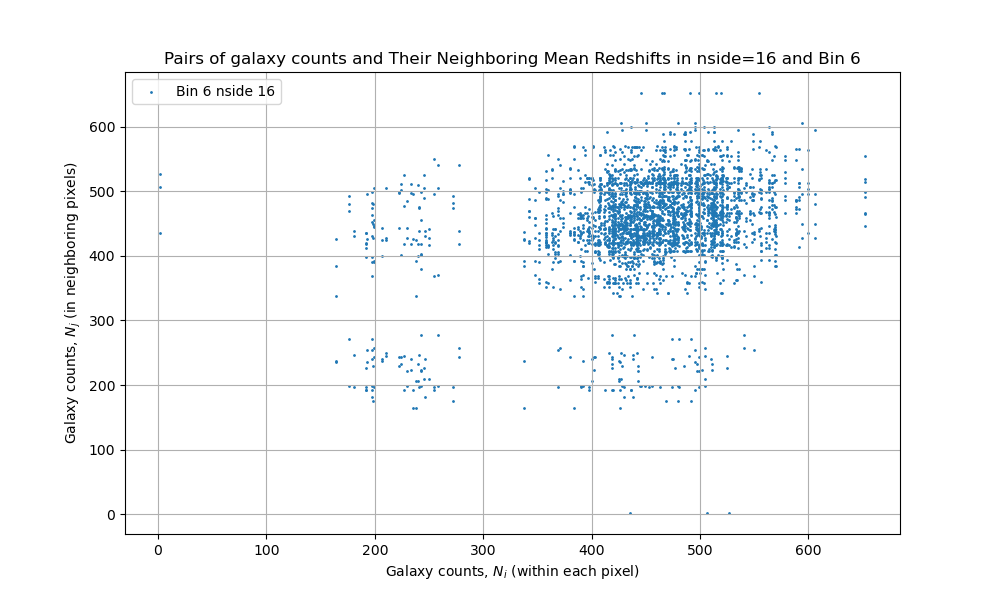 Pairs of galaxy counts and Their Neighboring Mean Redshifts in nside=16 and Bin 6
Bin 6 nside 16
600
500
400
300
200
100
0
Galaxy counts, N_j (in neighboring pixels)
0 100 200 300 400 500 600
Galaxy counts, N_i (within each pixel)